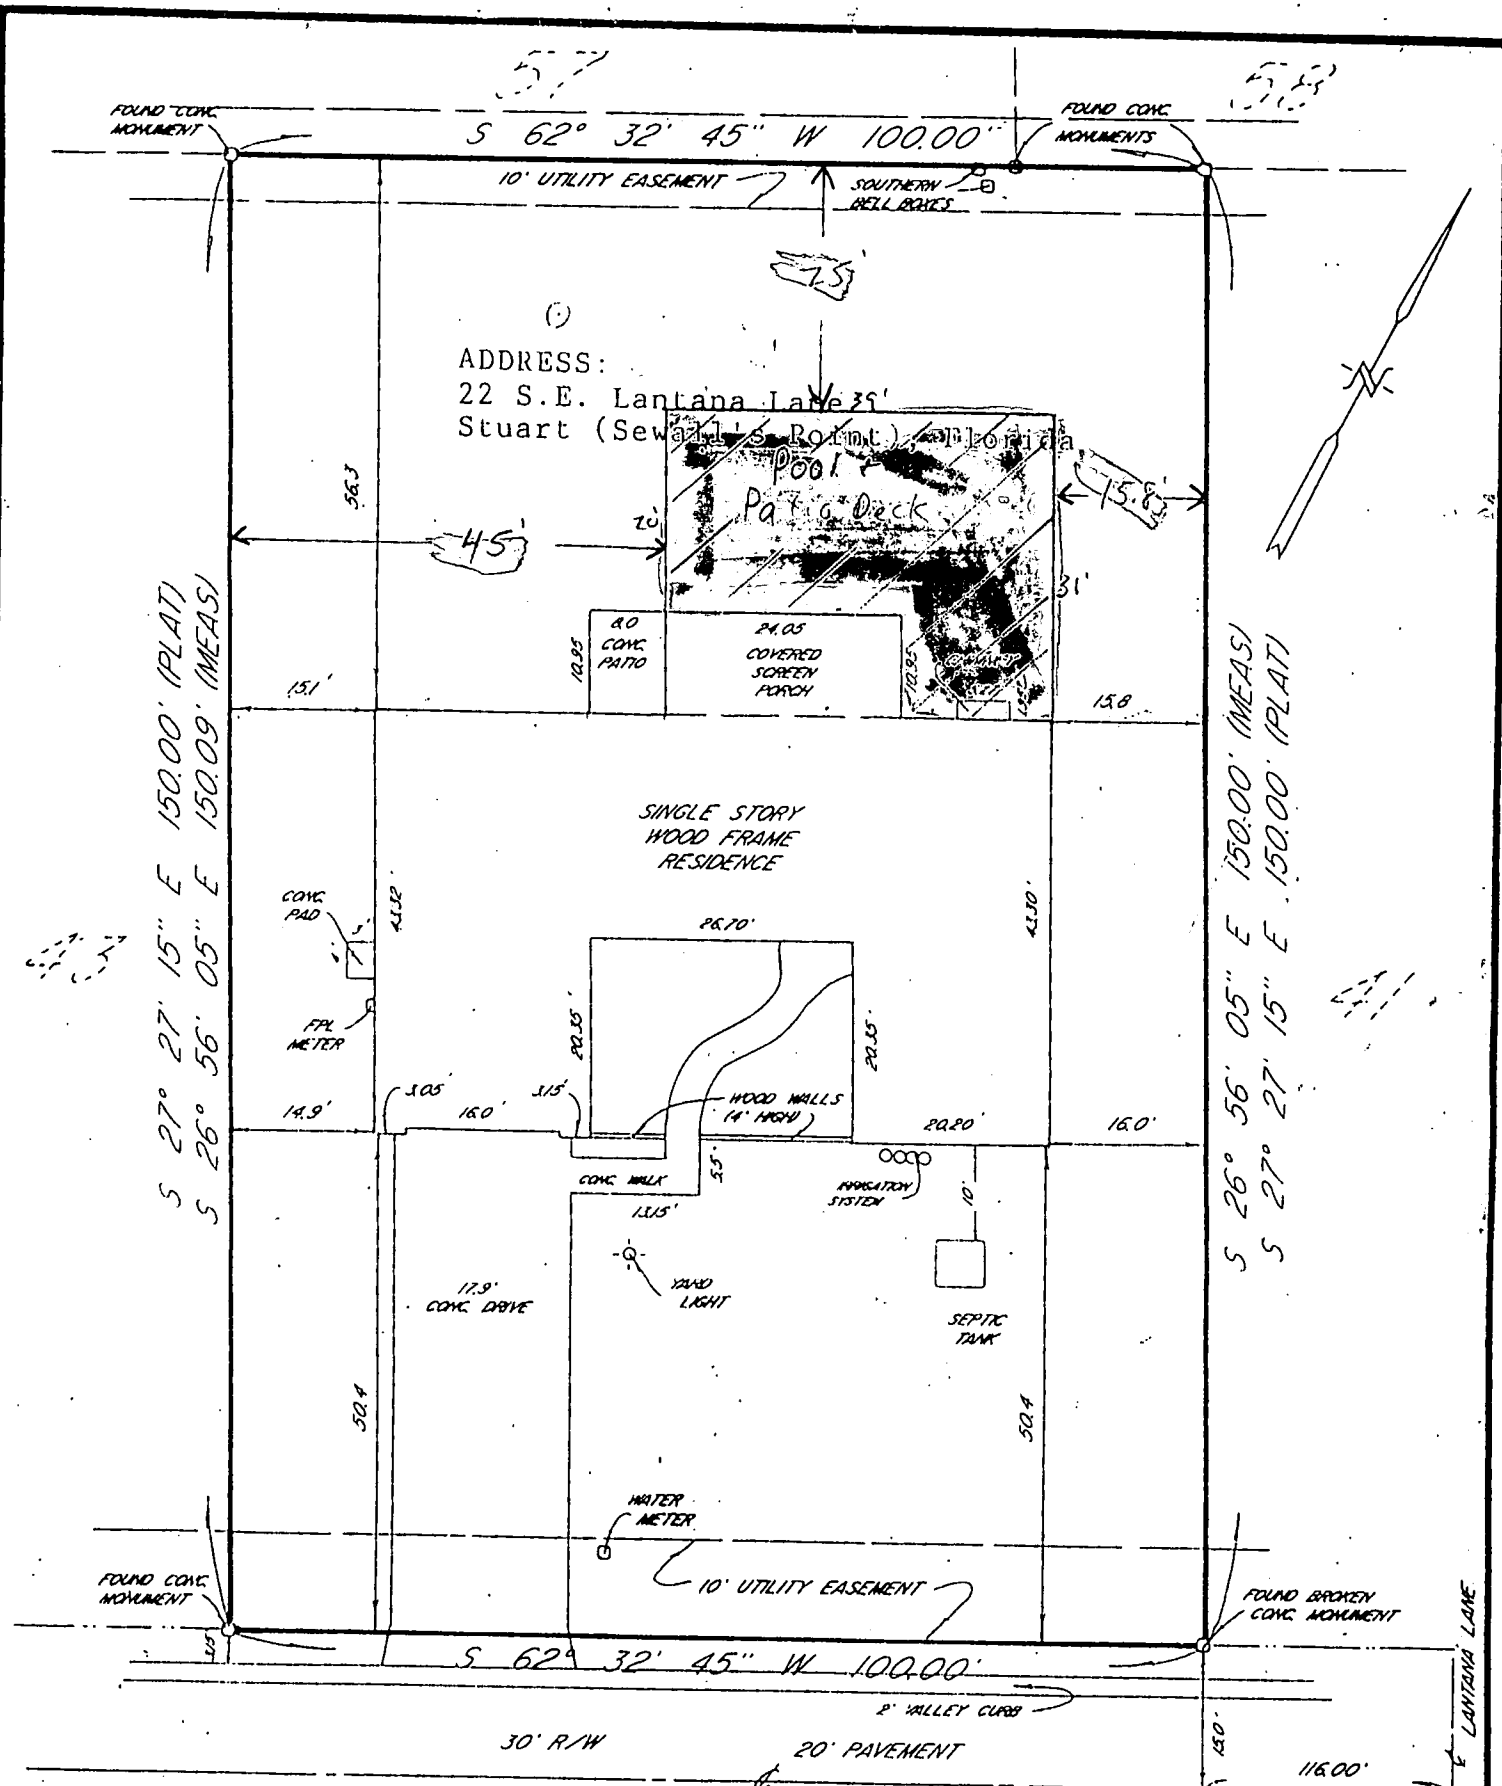 57
58
FOUND CONC.
MONUMENT
S 62° 32' 45" W 100.00'
FOUND CONC.
MONUMENTS
10' UTILITY EASEMENT
SOUTHERN
BELL BOXES
ADDRESS:
22 S.E. Lantana Lane
Stuart (Sewall's Point), Florida
39'
Pool +
Patio Deck
15.8'
45'
20'
31'
56.3
8.0
CONC.
PATIO
10.95
24.05
COVERED
SCREEN
PORCH
10.95
15.1'
15.8
S 27° 27' 15" E 150.00' (PLAT)
S 26° 56' 05" E 150.09' (MEAS)
S 26° 56' 05" E 150.00' (MEAS)
S 27° 27' 15" E 150.00' (PLAT)
SINGLE STORY
WOOD FRAME
RESIDENCE
43
41
CONC.
PAD
43.32'
26.70'
43.30'
FPL
METER
20.35'
20.35'
3.05'
16.0'
3.15'
WOOD WALLS
(4' HIGH)
14.9'
20.20'
16.0'
CONC. WALK
5.5'
13.15'
IRRIGATION
SYSTEM
10'
17.9'
CONC. DRIVE
YARD
LIGHT
SEPTIC
TANK
50.4
50.4
WATER
METER
10' UTILITY EASEMENT
FOUND CONC.
MONUMENT
FOUND BROKEN
CONC. MONUMENT
S 62° 32' 45" W 100.00'
2' VALLEY CURB
30' R/W
20' PAVEMENT
15.0'
116.00'
℄ LANTANA LANE